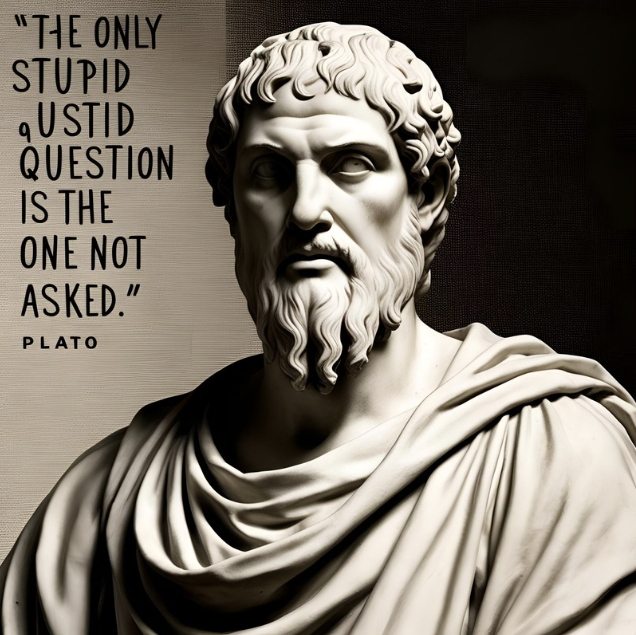 "THE ONLY
STUPID
qUSTID
QUESTION
IS THE
ONE NOT
ASKED."
PLATO